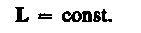 L = const.